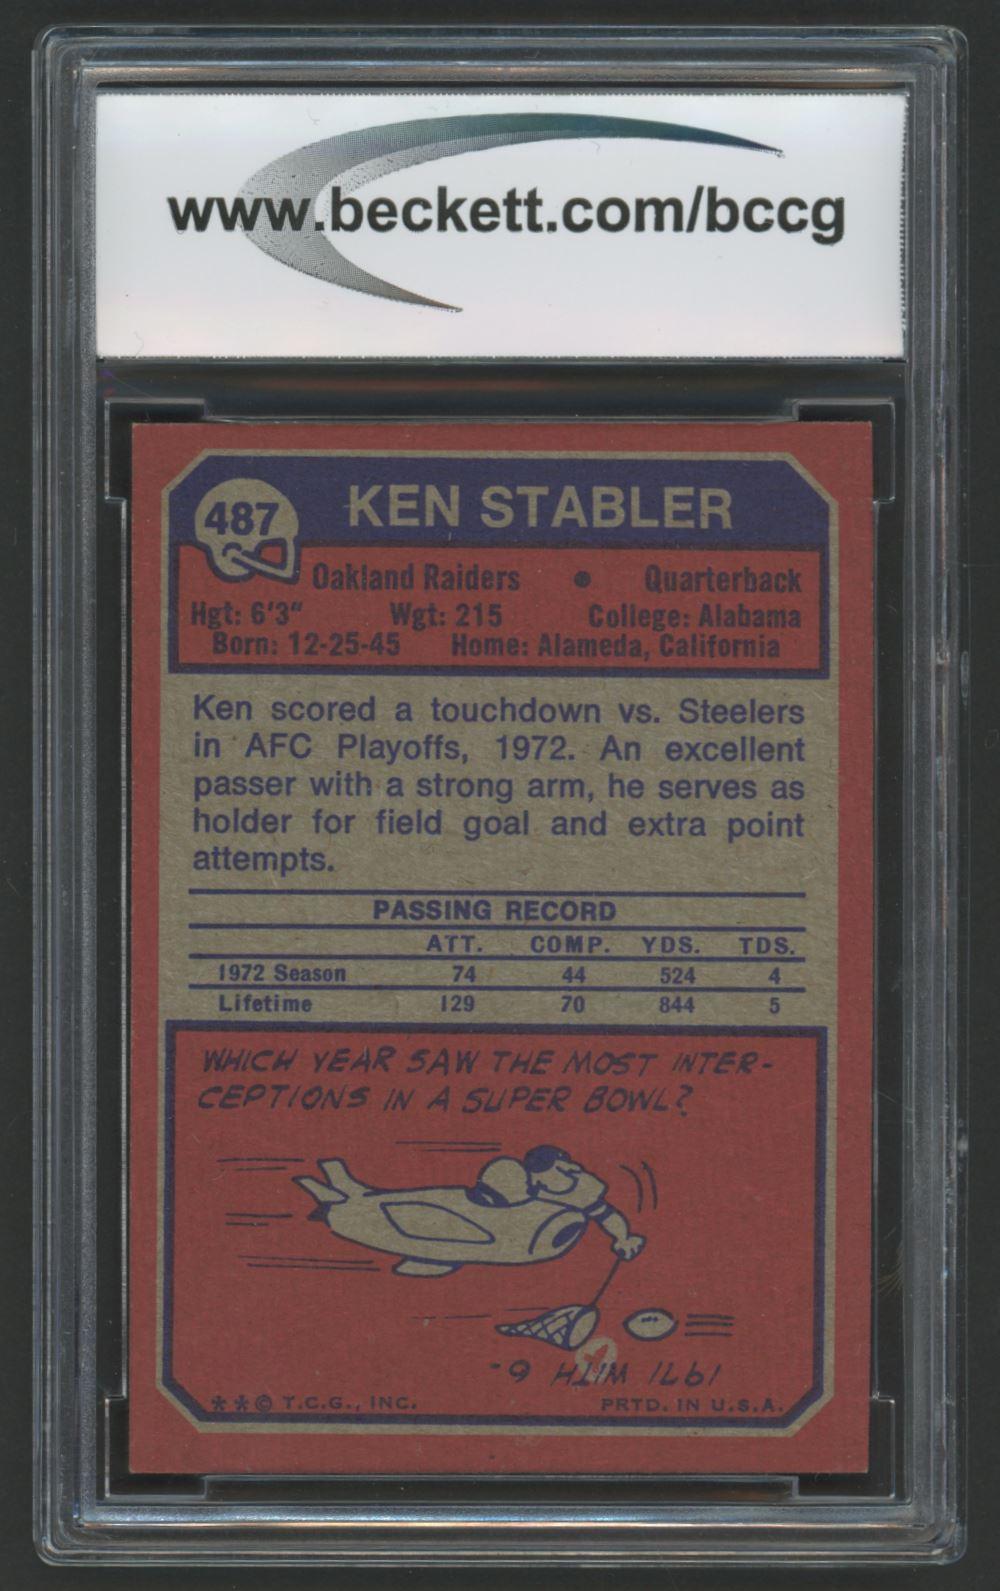 www.beckett.com/bccg
487
KEN STABLER
Oakland Raiders • Quarterback
Hgt: 6'3" Wgt: 215 College: Alabama
Born: 12-25-45 Home: Alameda, California
Ken scored a touchdown vs. Steelers
in AFC Playoffs, 1972. An excellent
passer with a strong arm, he serves as
holder for field goal and extra point
attempts.
PASSING RECORD
ATT. COMP. YDS. TDS.
1972 Season 74 44 524 4
Lifetime 129 70 844 5
WHICH YEAR SAW THE MOST INTER-
CEPTIONS IN A SUPER BOWL?
1971 WITH 9.
**© T.C.G., INC. PRTD. IN U.S.A.